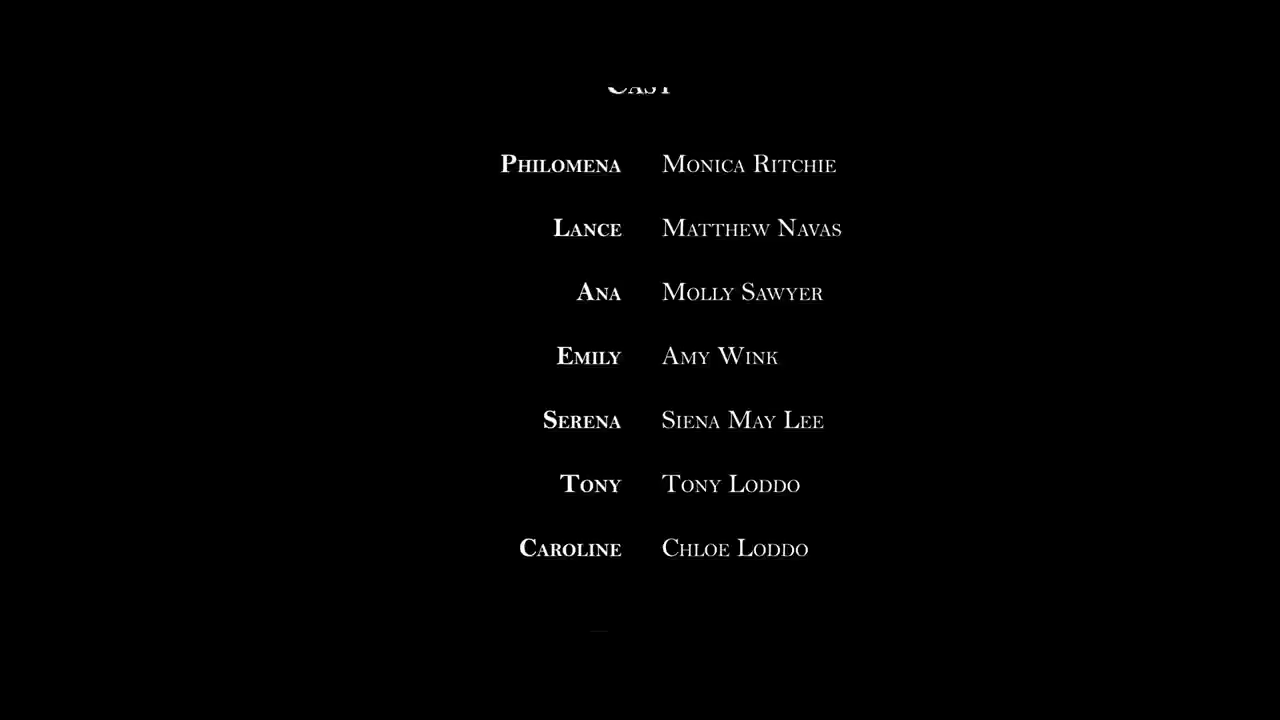 Cast
Philomena Monica Ritchie
Lance Matthew Navas
Ana Molly Sawyer
Emily Amy Wink
Serena Siena May Lee
Tony Tony Loddo
Caroline Chloe Loddo